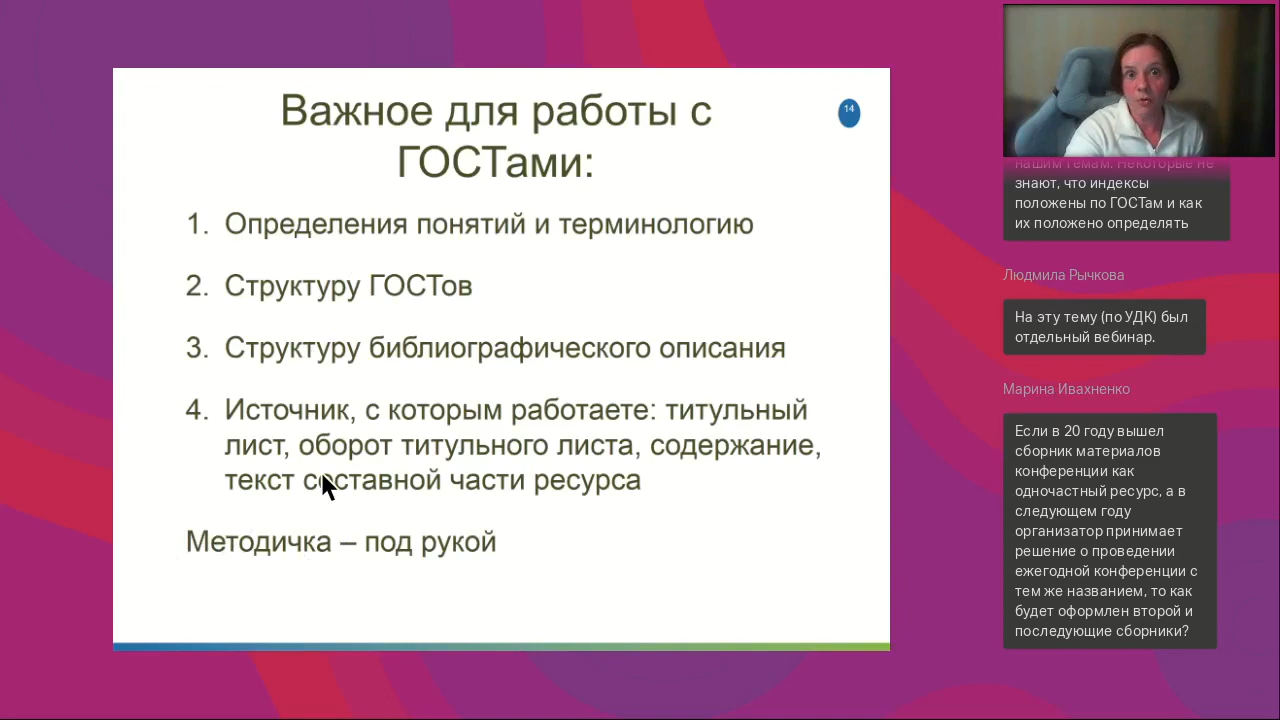 Важное для работы с
ГОСТами:
14
1. Определения понятий и терминологию
2. Структуру ГОСТов
3. Структуру библиографического описания
4. Источник, с которым работаете: титульный
лист, оборот титульного листа, содержание,
текст составной части ресурса
Методичка – под рукой
нашим темам. Некоторые не
знают, что индексы
положены по ГОСТам и как
их положено определять
Людмила Рычкова
На эту тему (по УДК) был
отдельный вебинар.
Марина Ивахненко
Если в 20 году вышел
сборник материалов
конференции как
одночастный ресурс, а в
следующем году
организатор принимает
решение о проведении
ежегодной конференции с
тем же названием, то как
будет оформлен второй и
последующие сборники?